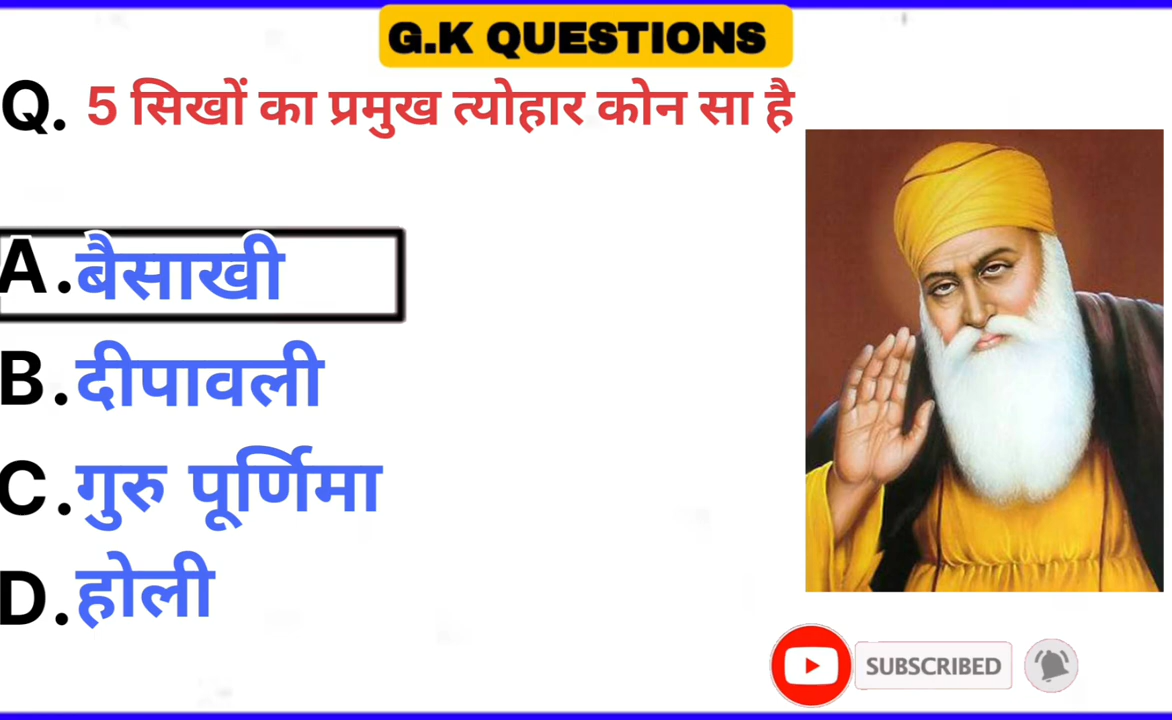 G.K QUESTIONS
Q. 5 सिखों का प्रमुख त्योहार कोन सा है
A.बैसाखी
B.दीपावली
C.गुरु पूर्णिमा
D.होली
SUBSCRIBED